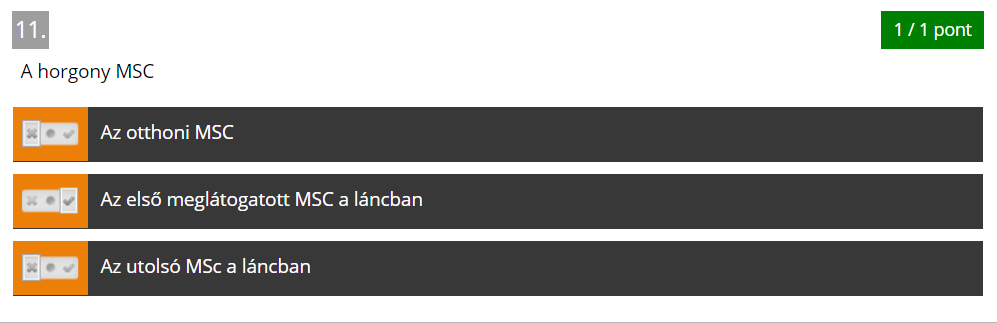 11.
1 / 1 pont
A horgony MSC
Az otthoni MSC
Az első meglátogatott MSC a láncban
Az utolsó MSc a láncban